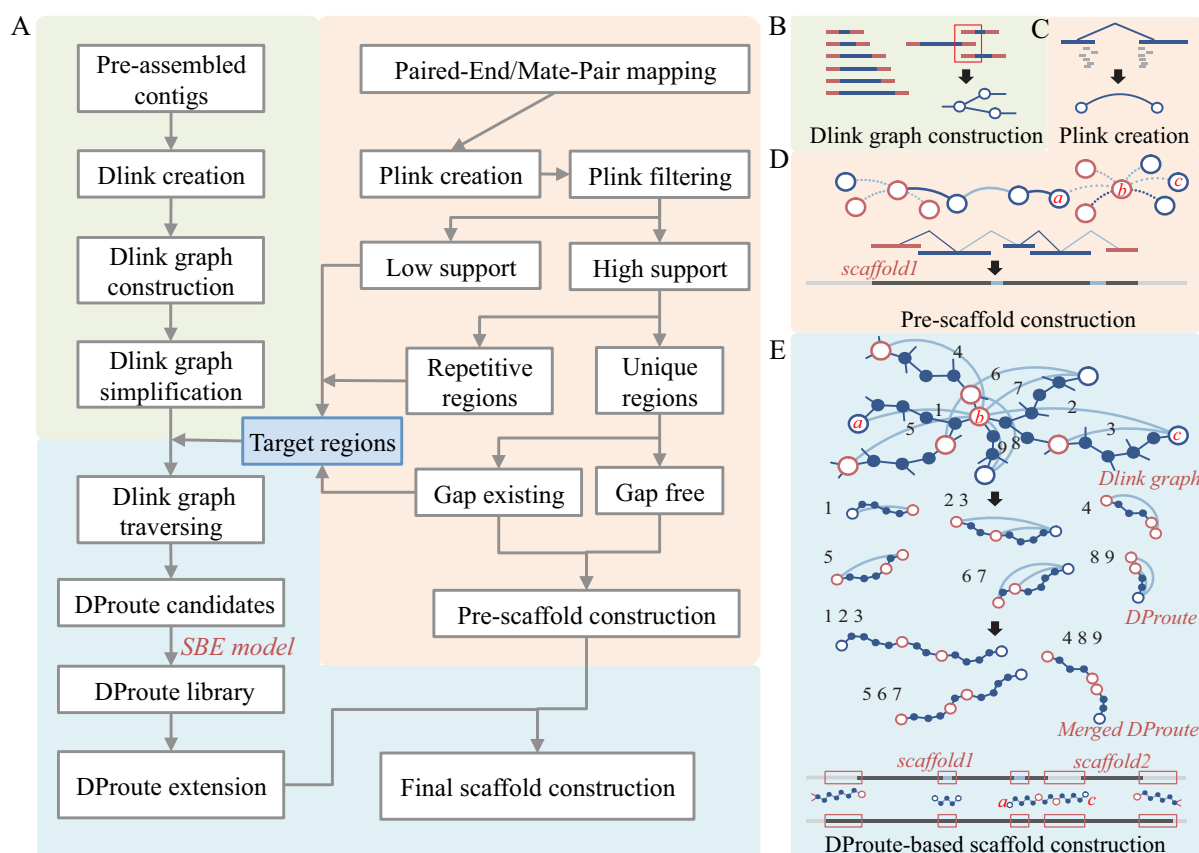 A
Pre-assembled
contigs
Dlink creation
Dlink graph
construction
Dlink graph
simplification
Dlink graph
traversing
DProute candidates
SBE model
DProute library
DProute extension
Paired-End/Mate-Pair mapping
Plink creation
Plink filtering
Low support
High support
Repetitive
regions
Unique
regions
Target regions
Gap existing
Gap free
Pre-scaffold construction
Final scaffold construction
B
Dlink graph construction
C
Plink creation
D
a
b
c
scaffold1
Pre-scaffold construction
E
4
6
7
1
2
a
b
c
5
8
3
9
Dlink graph
1
2 3
4
5
6 7
8 9
DProute
1 2 3
4 8 9
5 6 7
Merged DProute
scaffold1
scaffold2
a
c
DProute-based scaffold construction